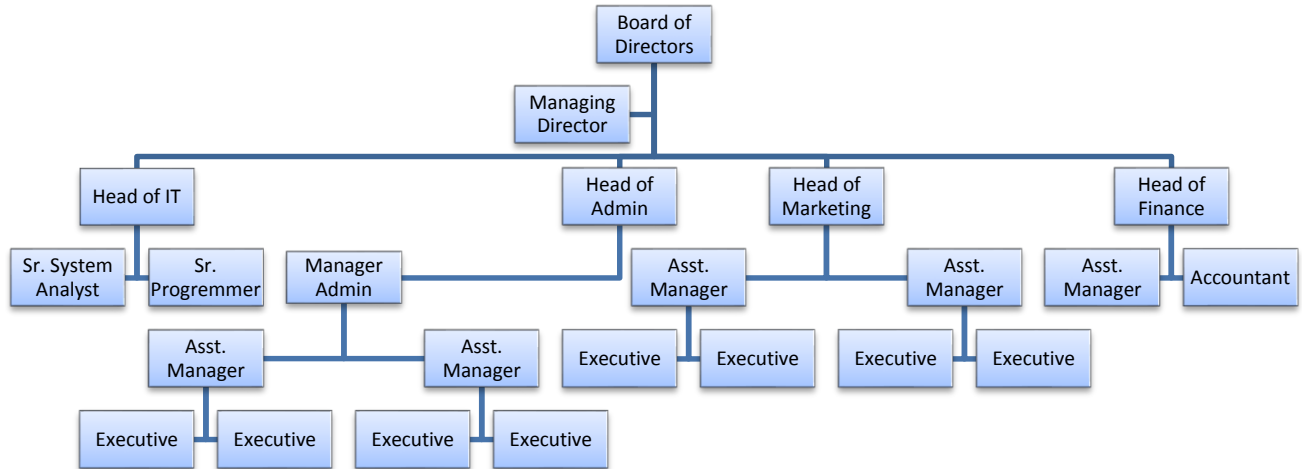 Board of
Directors
Managing
Director
Head of IT
Head of
Admin
Head of
Marketing
Head of
Finance
Sr. System
Analyst
Sr.
Progremmer
Manager
Admin
Asst.
Manager
Asst.
Manager
Asst.
Manager
Accountant
Asst.
Manager
Asst.
Manager
Executive
Executive
Executive
Executive
Executive
Executive
Executive
Executive